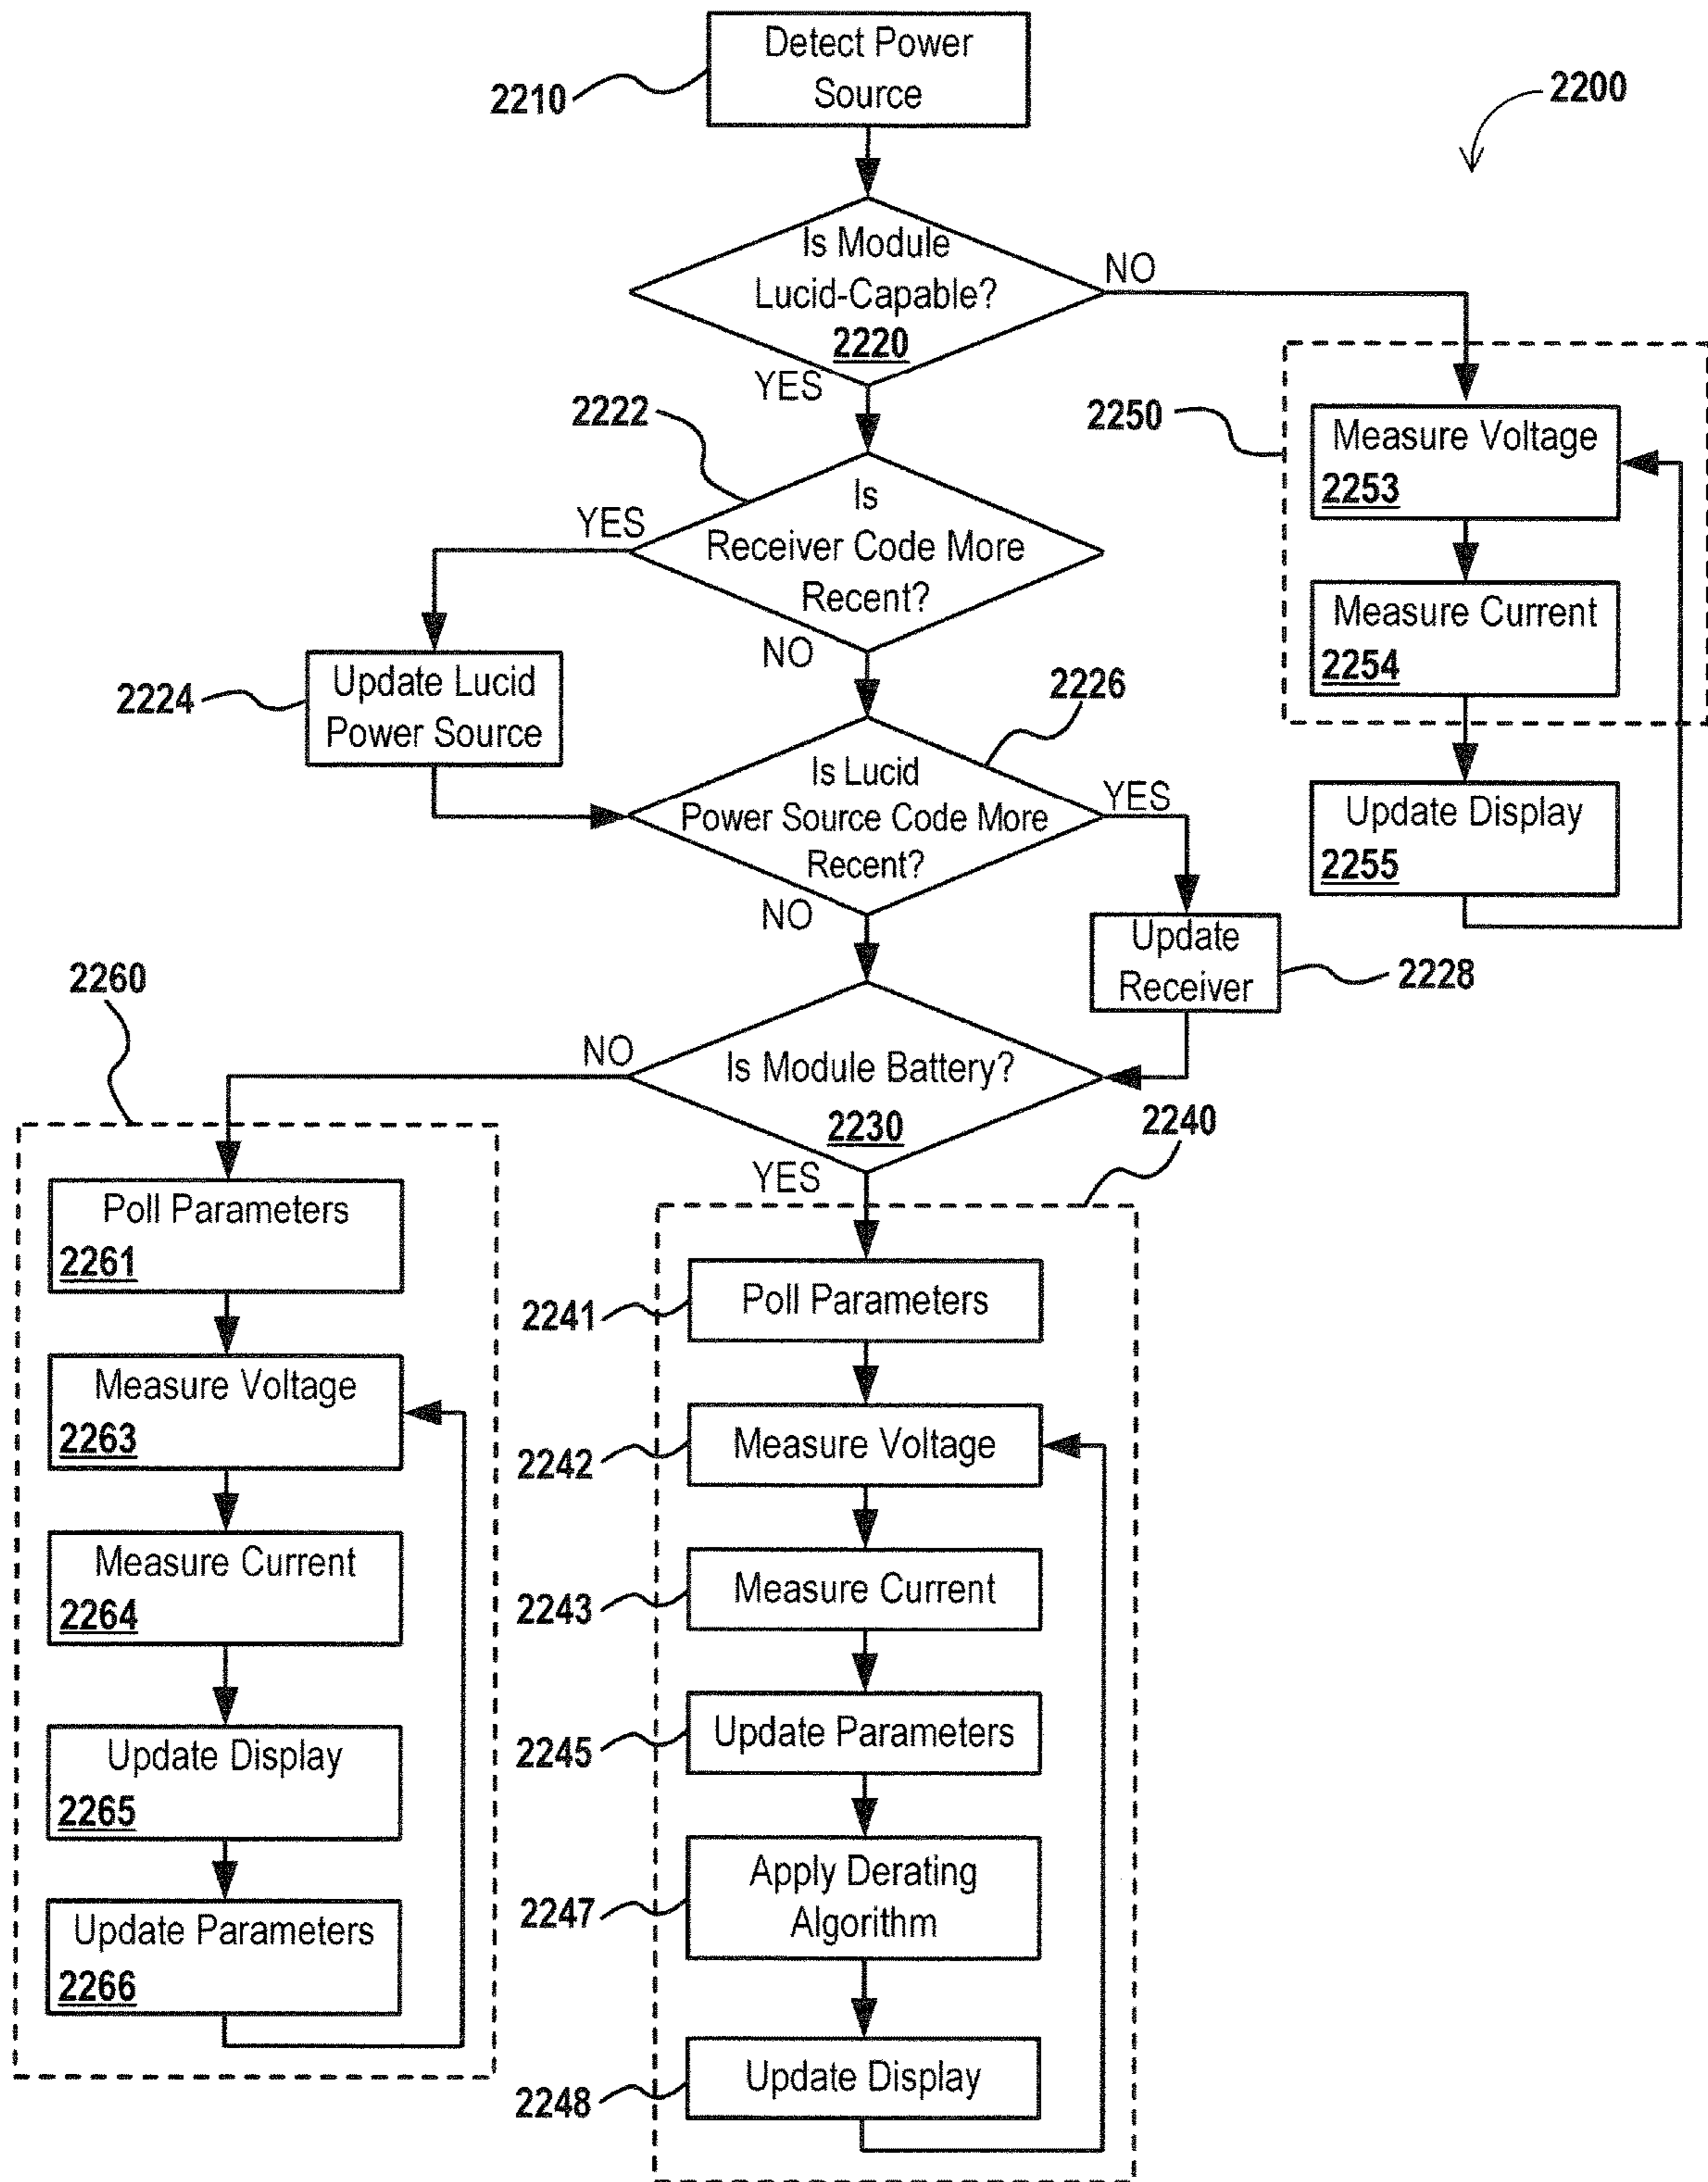 Detect Power
Source
2210
2200
Is Module
Lucid-Capable?
2220
NO
YES
2222
Is
Receiver Code More
Recent?
YES
NO
2250
Measure Voltage
2253
Measure Current
2254
Update Display
2255
2224
Update Lucid
Power Source
2226
Is Lucid
Power Source Code More
Recent?
YES
NO
Update
Receiver
2228
2260
NO
Is Module Battery?
2230
YES
2240
Poll Parameters
2261
Measure Voltage
2263
Measure Current
2264
Update Display
2265
Update Parameters
2266
2241
Poll Parameters
2242
Measure Voltage
2243
Measure Current
2245
Update Parameters
2247
Apply Derating
Algorithm
2248
Update Display